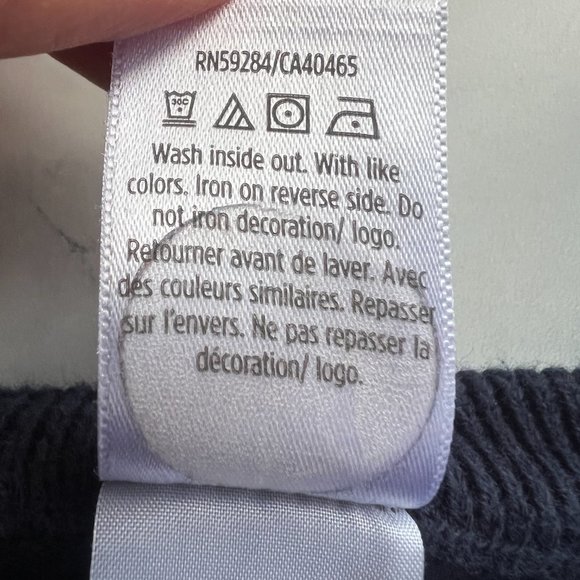 RN59284/CA40465
30C
Wash inside out. With like
colors. Iron on reverse side. Do
not iron decoration/ logo.
Retourner avant de laver. Avec
des couleurs similaires. Repasser
sur l'envers. Ne pas repasser la
décoration/ logo.